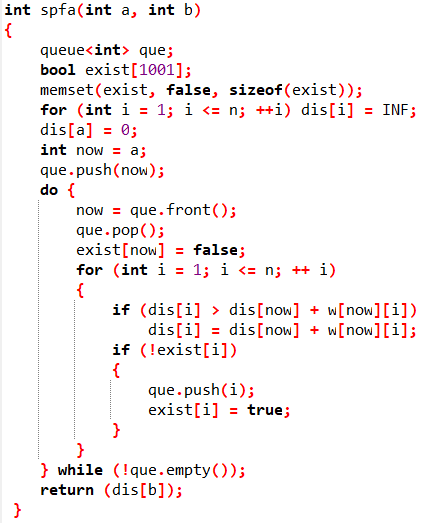 int spfa(int a, int b)
{
    queue<int> que;
    bool exist[1001];
    memset(exist, false, sizeof(exist));
    for (int i = 1; i <= n; ++i) dis[i] = INF;
    dis[a] = 0;
    int now = a;
    que.push(now);
    do {
        now = que.front();
        que.pop();
        exist[now] = false;
        for (int i = 1; i <= n; ++ i)
        {
            if (dis[i] > dis[now] + w[now][i])
                dis[i] = dis[now] + w[now][i];
            if (!exist[i])
            {
                que.push(i);
                exist[i] = true;
            }
        }
    } while (!que.empty());
    return (dis[b]);
}